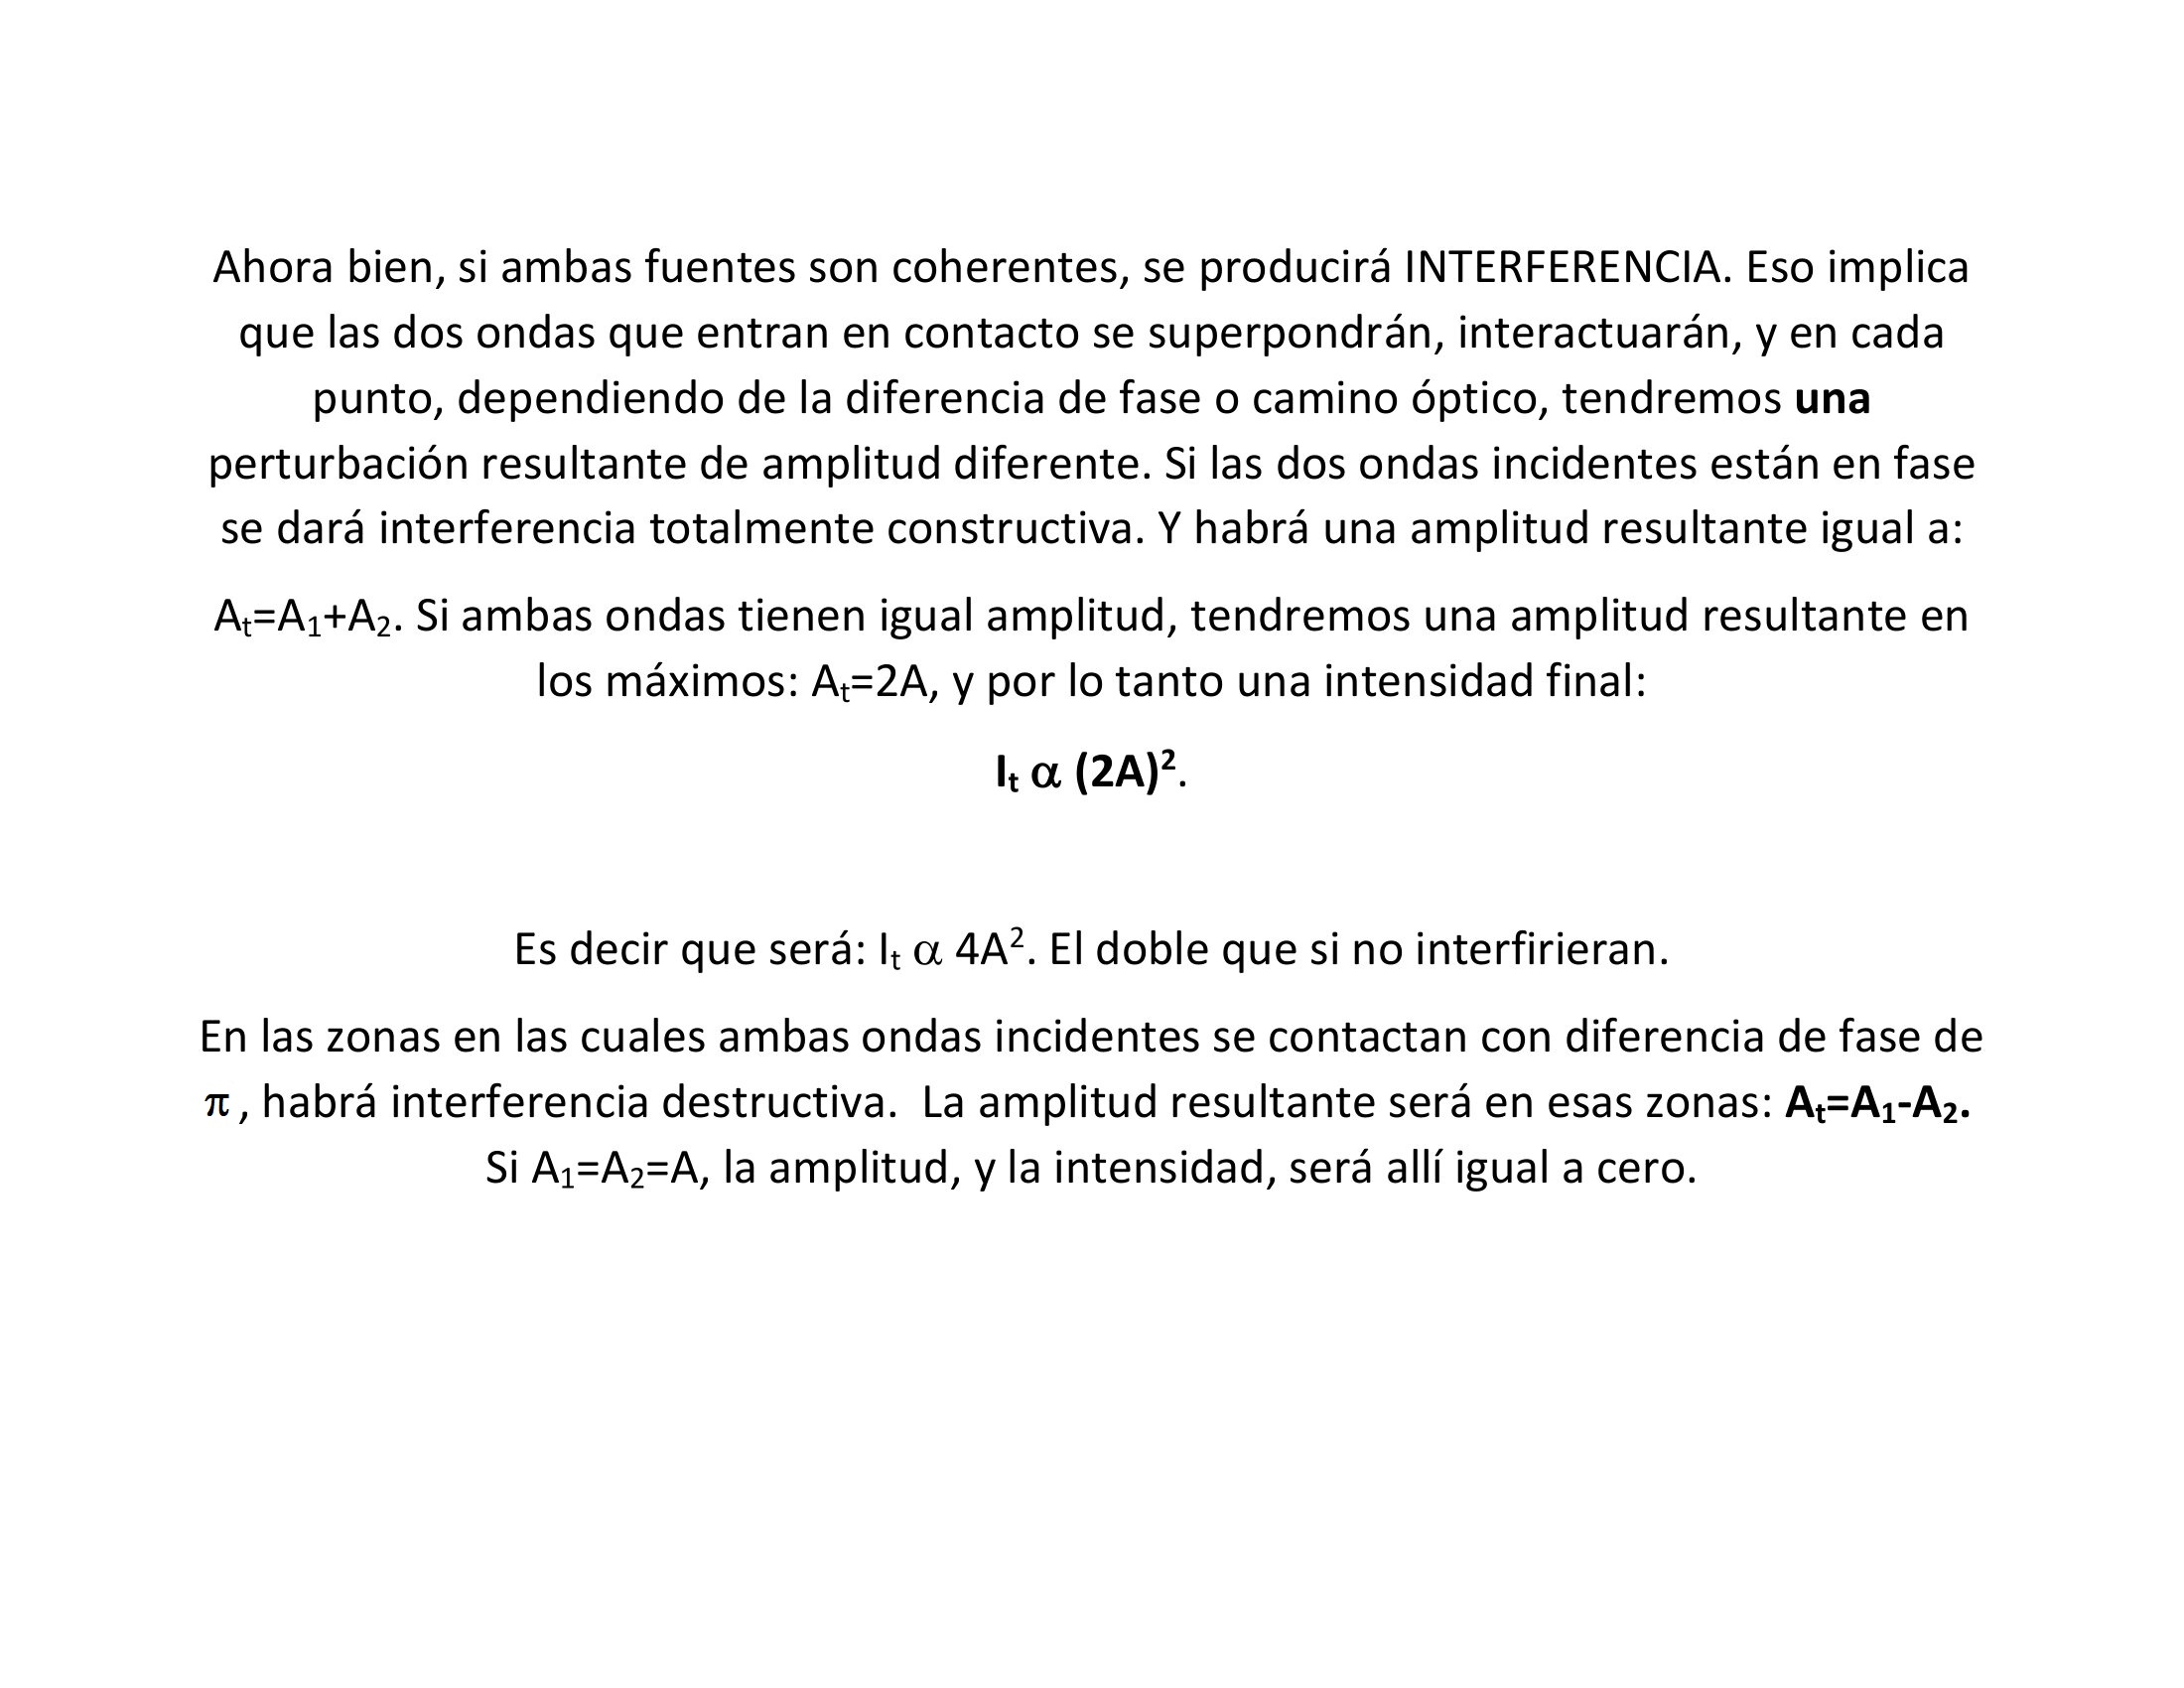 Ahora bien, si ambas fuentes son coherentes, se producirá INTERFERENCIA. Eso implica
que las dos ondas que entran en contacto se superpondrán, interactuarán, y en cada
punto, dependiendo de la diferencia de fase o camino óptico, tendremos una
perturbación resultante de amplitud diferente. Si las dos ondas incidentes están en fase
se dará interferencia totalmente constructiva. Y habrá una amplitud resultante igual a:
Aₜ=A₁+A₂. Si ambas ondas tienen igual amplitud, tendremos una amplitud resultante en
los máximos: Aₜ=2A, y por lo tanto una intensidad final:
Iₜ α (2A)².
Es decir que será: Iₜ α 4A². El doble que si no interfirieran.
En las zonas en las cuales ambas ondas incidentes se contactan con diferencia de fase de
π , habrá interferencia destructiva.  La amplitud resultante será en esas zonas: Aₜ=A₁-A₂.
Si A₁=A₂=A, la amplitud, y la intensidad, será allí igual a cero.